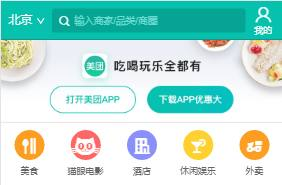 北京
输入商家/品类/商圈
我的
美团
吃喝玩乐全都有
打开美团APP
下载APP优惠大
美食
猫眼电影
酒店
休闲娱乐
外卖